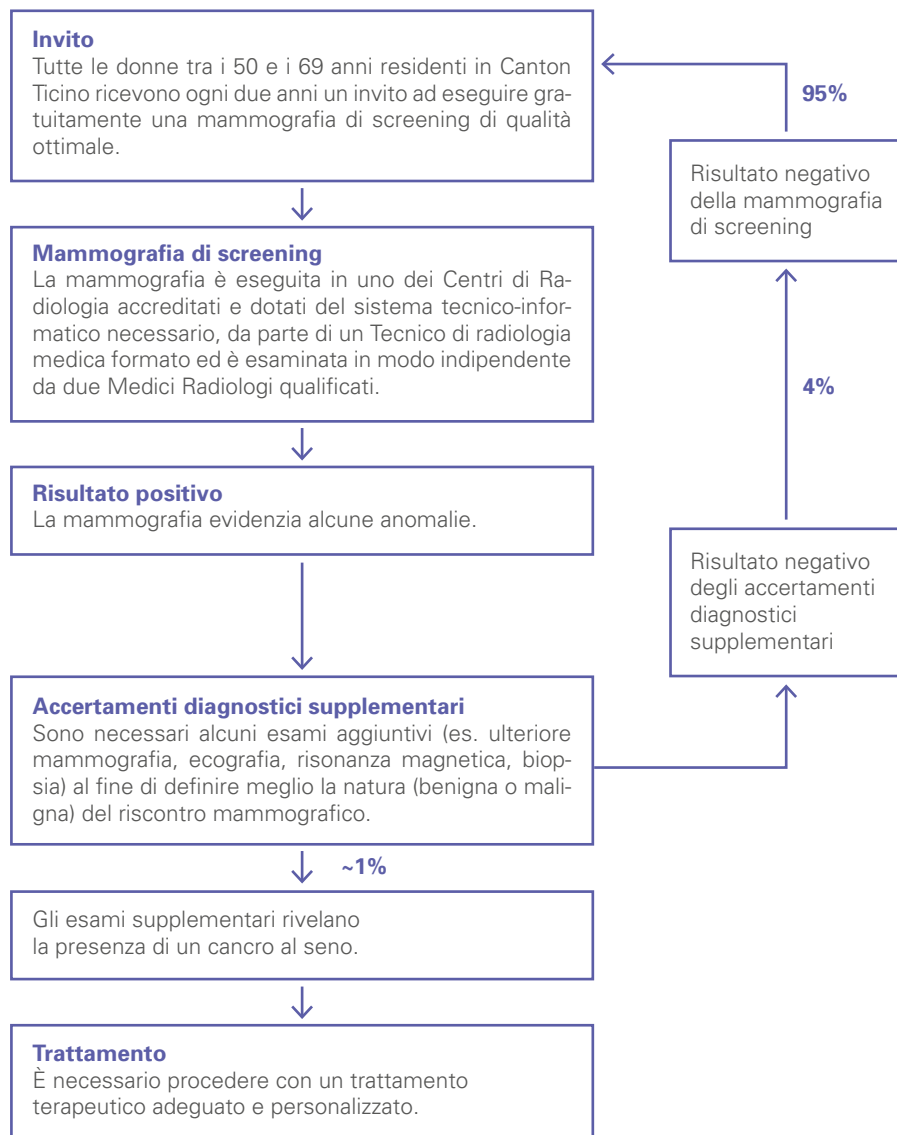 Invito
Tutte le donne tra i 50 e i 69 anni residenti in Canton
Ticino ricevono ogni due anni un invito ad eseguire gra-
tuitamente una mammografia di screening di qualità
ottimale.
95%
Risultato negativo
della mammografia
di screening
Mammografia di screening
La mammografia è eseguita in uno dei Centri di Ra-
diologia accreditati e dotati del sistema tecnico-infor-
matico necessario, da parte di un Tecnico di radiologia
medica formato ed è esaminata in modo indipendente
da due Medici Radiologi qualificati.
4%
Risultato positivo
La mammografia evidenzia alcune anomalie.
Risultato negativo
degli accertamenti
diagnostici
supplementari
Accertamenti diagnostici supplementari
Sono necessari alcuni esami aggiuntivi (es. ulteriore
mammografia, ecografia, risonanza magnetica, biop-
sia) al fine di definire meglio la natura (benigna o mali-
gna) del riscontro mammografico.
~1%
Gli esami supplementari rivelano
la presenza di un cancro al seno.
Trattamento
È necessario procedere con un trattamento
terapeutico adeguato e personalizzato.